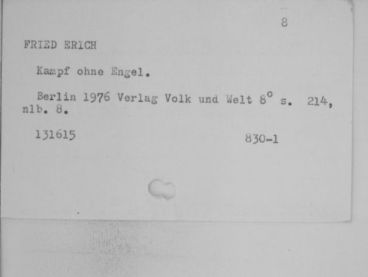 8
FRIED ERICH
Kampf ohne Engel.
Berlin 1976 Verlag Volk und Welt 8° s. 214,
nlb. 8.
131615 830-1